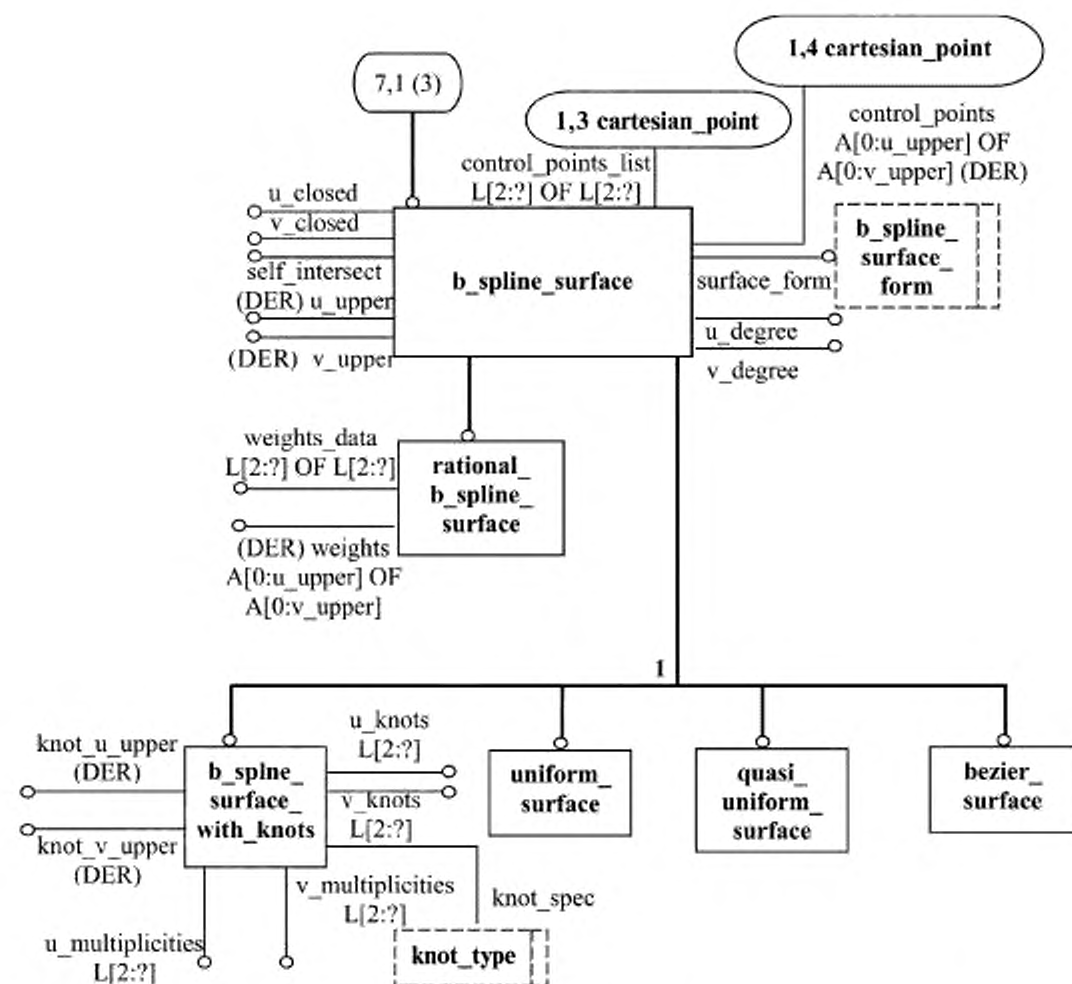 1,4 cartesian_point
7,1 (3)
1,3 cartesian_point
control_points
A[0:u_upper] OF
A[0:v_upper] (DER)
control_points_list
L[2:?] OF L[2:?]
u_closed
v_closed
self_intersect
(DER) u_upper
(DER) v_upper
b_spline_surface
surface_form
b_spline_
surface_
form
u_degree
v_degree
weights_data
L[2:?] OF L[2:?]
rational_
b_spline_
surface
(DER) weights
A[0:u_upper] OF
A[0:v_upper]
1
knot_u_upper
(DER)
knot_v_upper
(DER)
b_splne_
surface_
with_knots
u_knots
L[2:?]
v_knots
L[2:?]
uniform_
surface
quasi_
uniform_
surface
bezier_
surface
v_multiplicities
L[2:?]
knot_spec
u_multiplicities
L[2:?]
knot_type